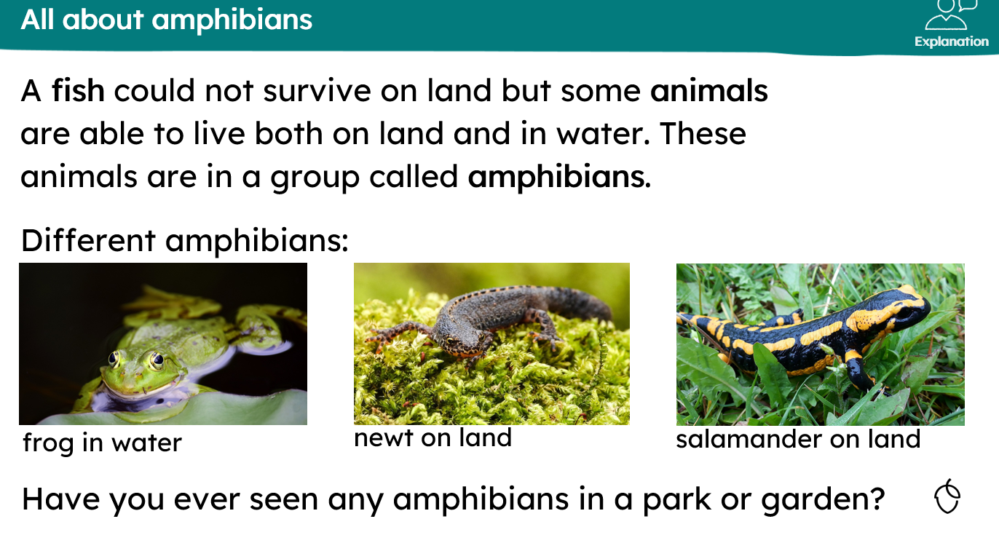 All about amphibians
Explanation
A fish could not survive on land but some animals
are able to live both on land and in water. These
animals are in a group called amphibians.
Different amphibians:
frog in water
newt on land
salamander on land
Have you ever seen any amphibians in a park or garden?